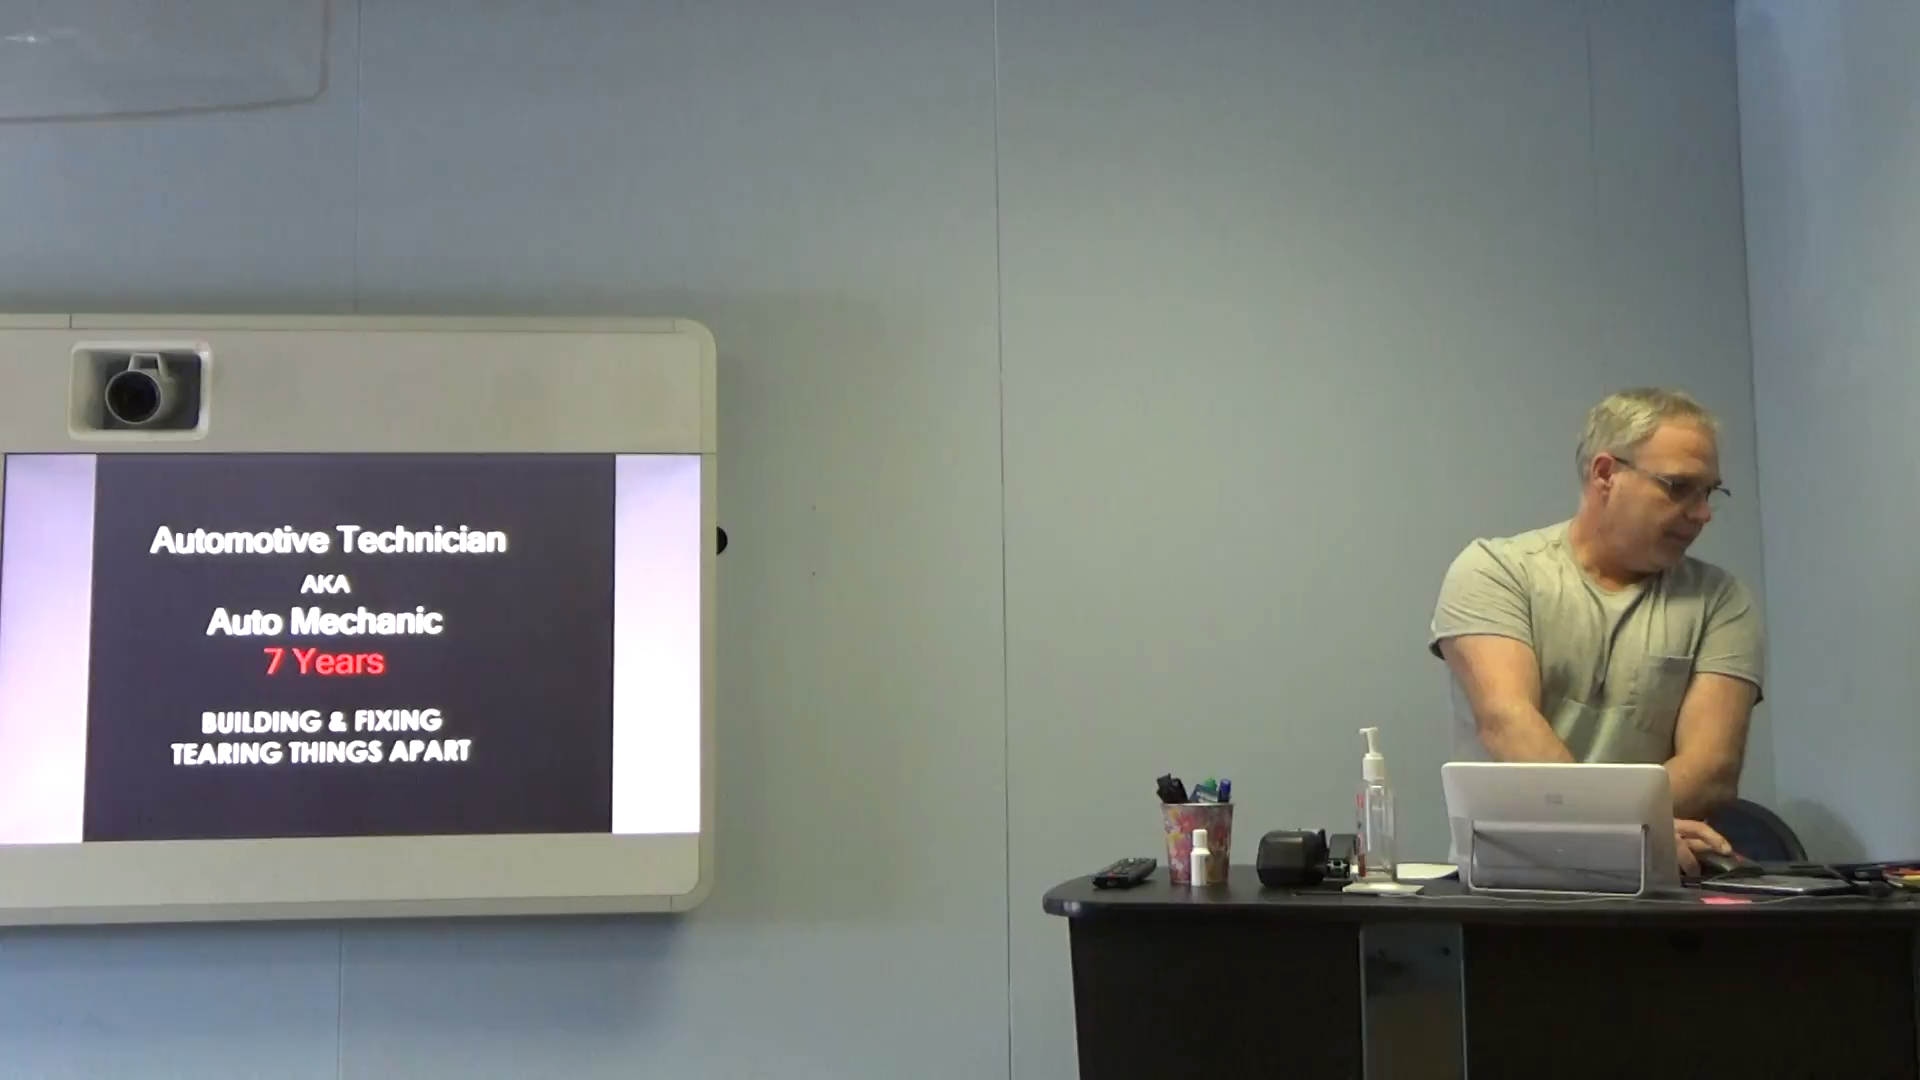 Automotive Technician
AKA
Auto Mechanic
7 Years
BUILDING & FIXING
TEARING THINGS APART